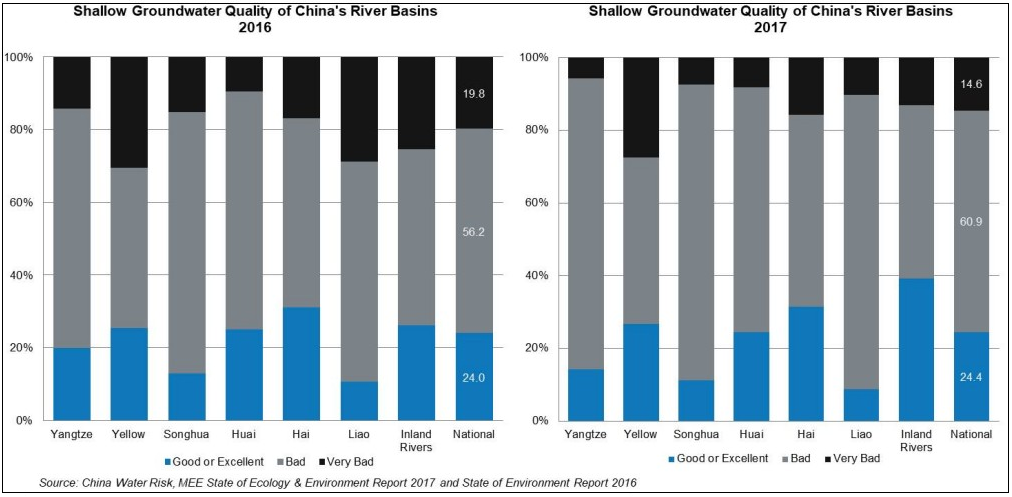 Shallow Groundwater Quality of China's River Basins
2016
100%
80%
60%
40%
20%
0%
19.8
56.2
24.0
Yangtze Yellow Songhua Huai Hai Liao Inland Rivers National
Good or Excellent Bad Very Bad
Shallow Groundwater Quality of China's River Basins
2017
100%
80%
60%
40%
20%
0%
14.6
60.9
24.4
Yangtze Yellow Songhua Huai Hai Liao Inland Rivers National
Good or Excellent Bad Very Bad
Source: China Water Risk, MEE State of Ecology & Environment Report 2017 and State of Environment Report 2016